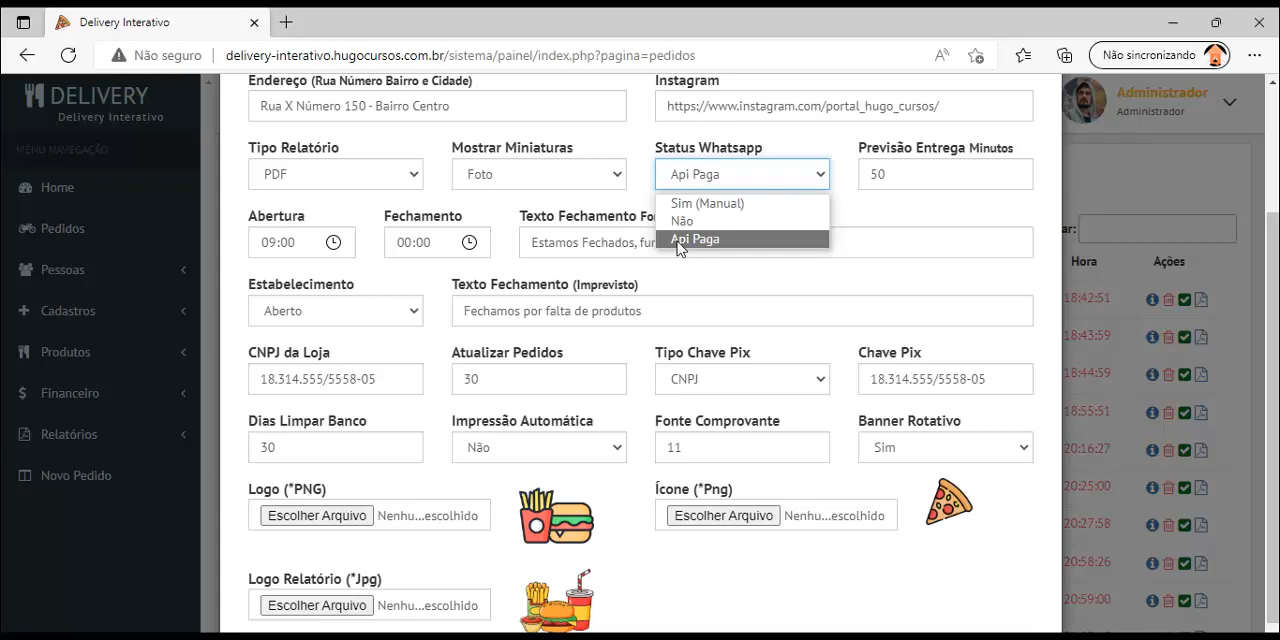 Delivery Interativo
Não seguro
delivery-interativo.hugocursos.com.br/sistema/painel/index.php?pagina=pedidos
Não sincronizando
DELIVERY
Delivery Interativo
MENU NAVEGAÇÃO
Home
Pedidos
Pessoas
Cadastros
Produtos
Financeiro
Relatórios
Novo Pedido
Administrador
Administrador
Endereço (Rua Número Bairro e Cidade)
Instagram
Rua X Número 150 - Bairro Centro
https://www.instagram.com/portal_hugo_cursos/
Tipo Relatório
Mostrar Miniaturas
Status Whatsapp
Previsão Entrega Minutos
PDF
Foto
Api Paga
50
Sim (Manual)
Não
Api Paga
Abertura
Fechamento
Texto Fechamento
09:00
00:00
Estamos Fechados,
Estabelecimento
Texto Fechamento (Imprevisto)
Aberto
Fechamos por falta de produtos
CNPJ da Loja
Atualizar Pedidos
Tipo Chave Pix
Chave Pix
18.314.555/5558-05
30
CNPJ
18.314.555/5558-05
Dias Limpar Banco
Impressão Automática
Fonte Comprovante
Banner Rotativo
30
Não
11
Sim
Logo (*PNG)
Ícone (*Png)
Escolher Arquivo
Nenhu...escolhido
Escolher Arquivo
Nenhu...escolhido
Logo Relatório (*Jpg)
Escolher Arquivo
Nenhu...escolhido
ar:
Hora
Ações
18:42:51
18:43:59
18:44:59
18:55:51
20:16:27
20:25:00
20:27:58
20:58:26
20:59:00